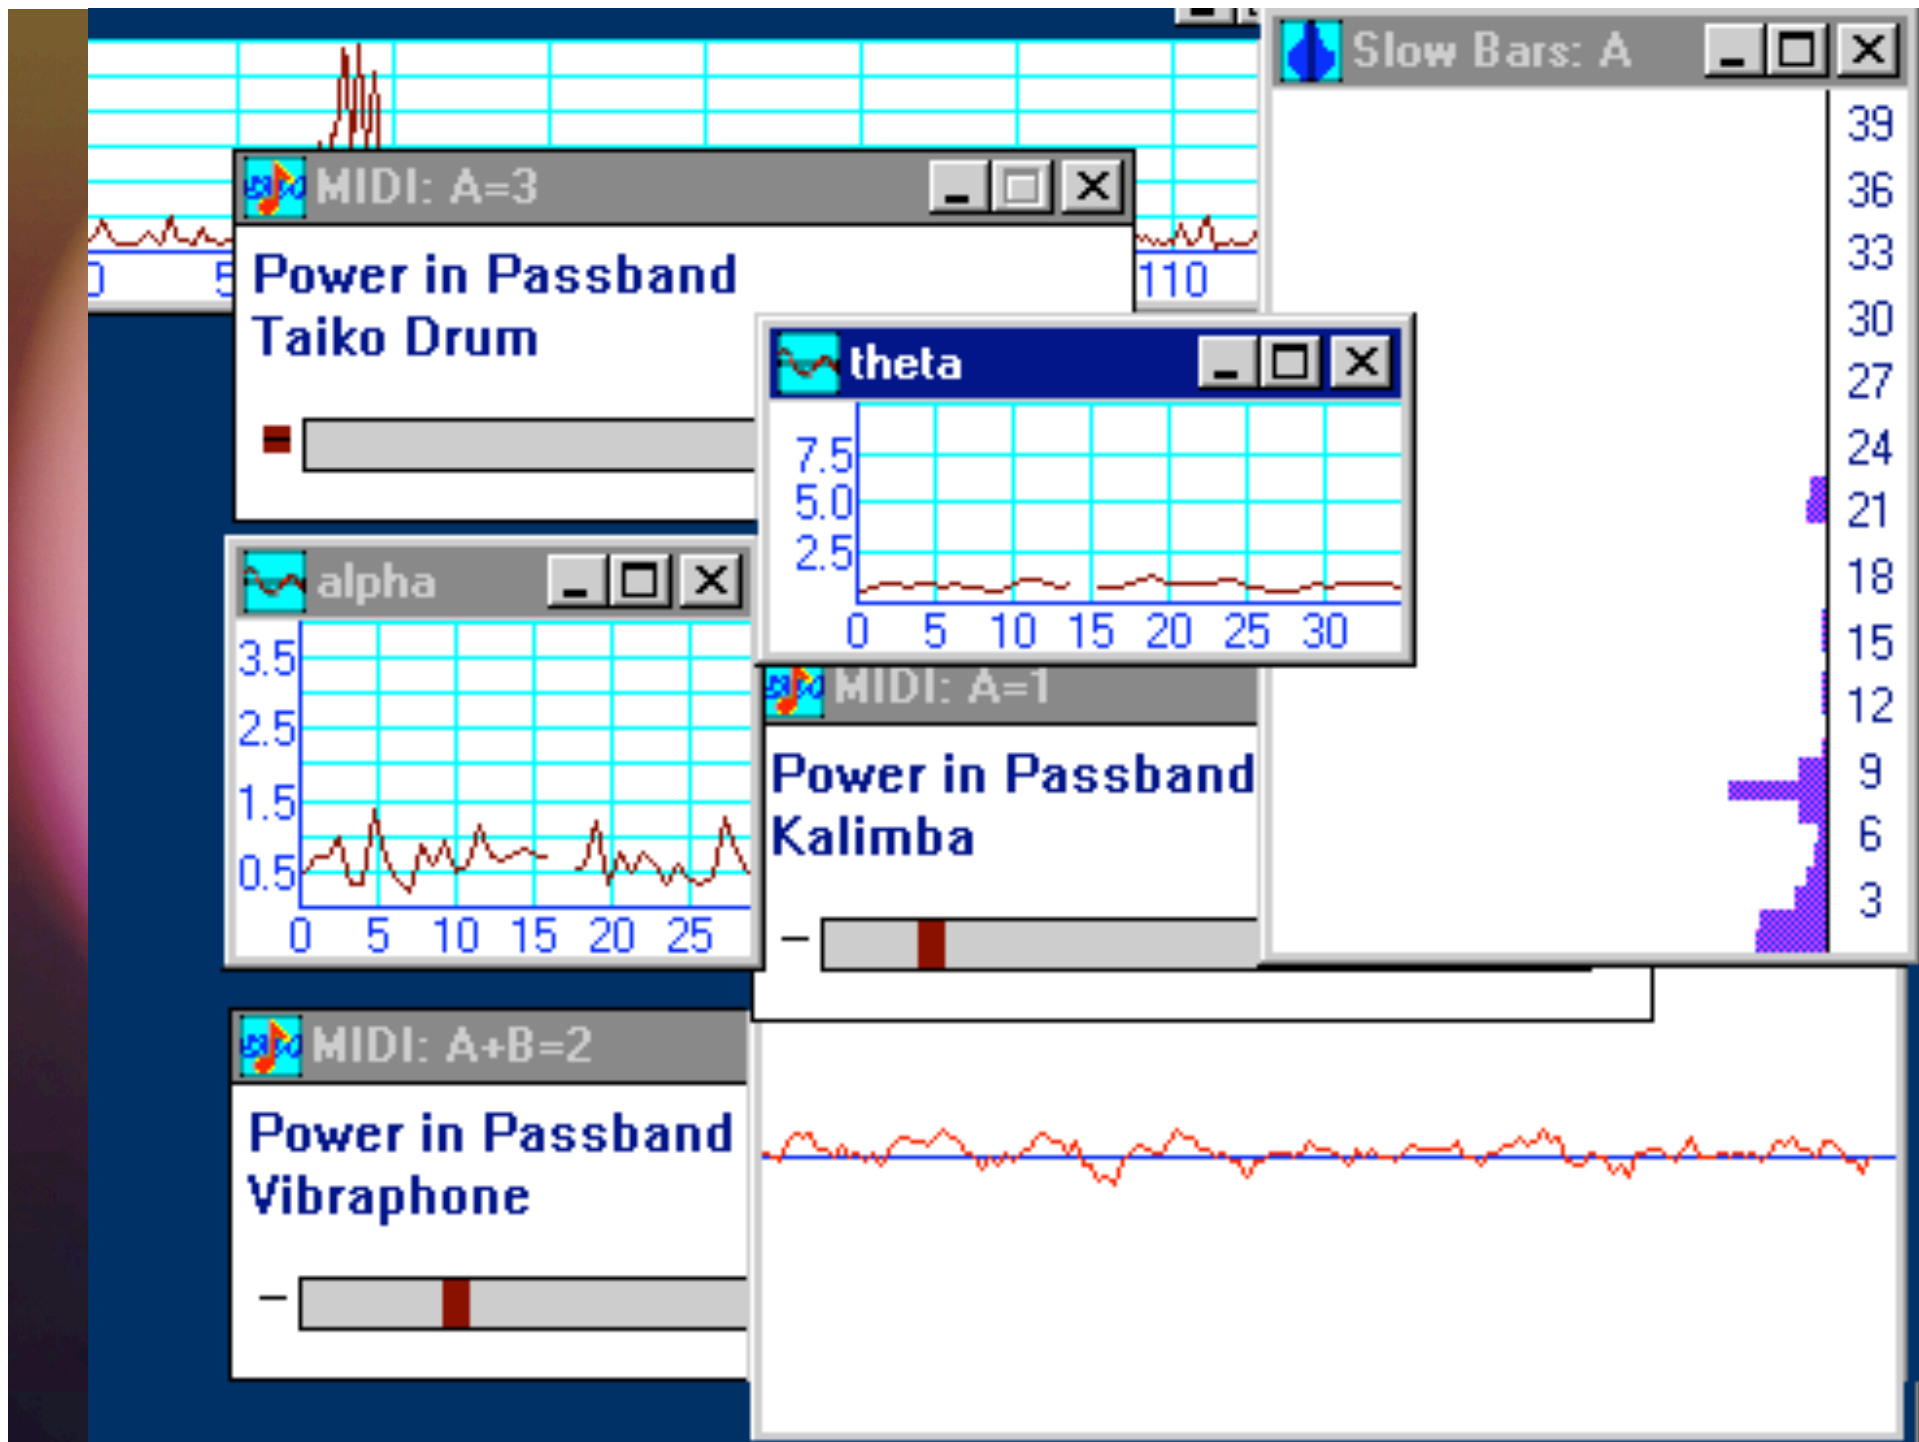 Slow Bars: A
39
36
33
30
27
24
21
18
15
12
9
6
3
110
MIDI: A=3
Power in Passband
Taiko Drum
theta
7.5
5.0
2.5
0 5 10 15 20 25 30
alpha
3.5
2.5
1.5
0.5
0 5 10 15 20 25
MIDI: A=1
Power in Passband
Kalimba
MIDI: A+B=2
Power in Passband
Vibraphone